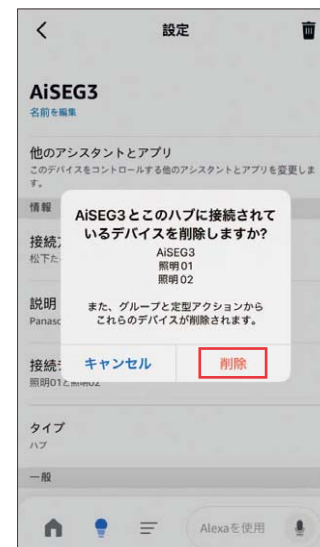 設定
AiSEG3
名前を編集
他のアシスタントとアプリ
このデバイスをコントロールする他のアシスタントとアプリを変更しま
す。
情報
AiSEG3とこのハブに接続されて
いるデバイスを削除しますか?
AiSEG3
照明01
照明02
また、グループと定型アクションから
これらのデバイスが削除されます。
キャンセル
削除
接続
松下た
説明
Panaso
接続
照明01と照明02
タイプ
ハブ
一般
Alexaを使用